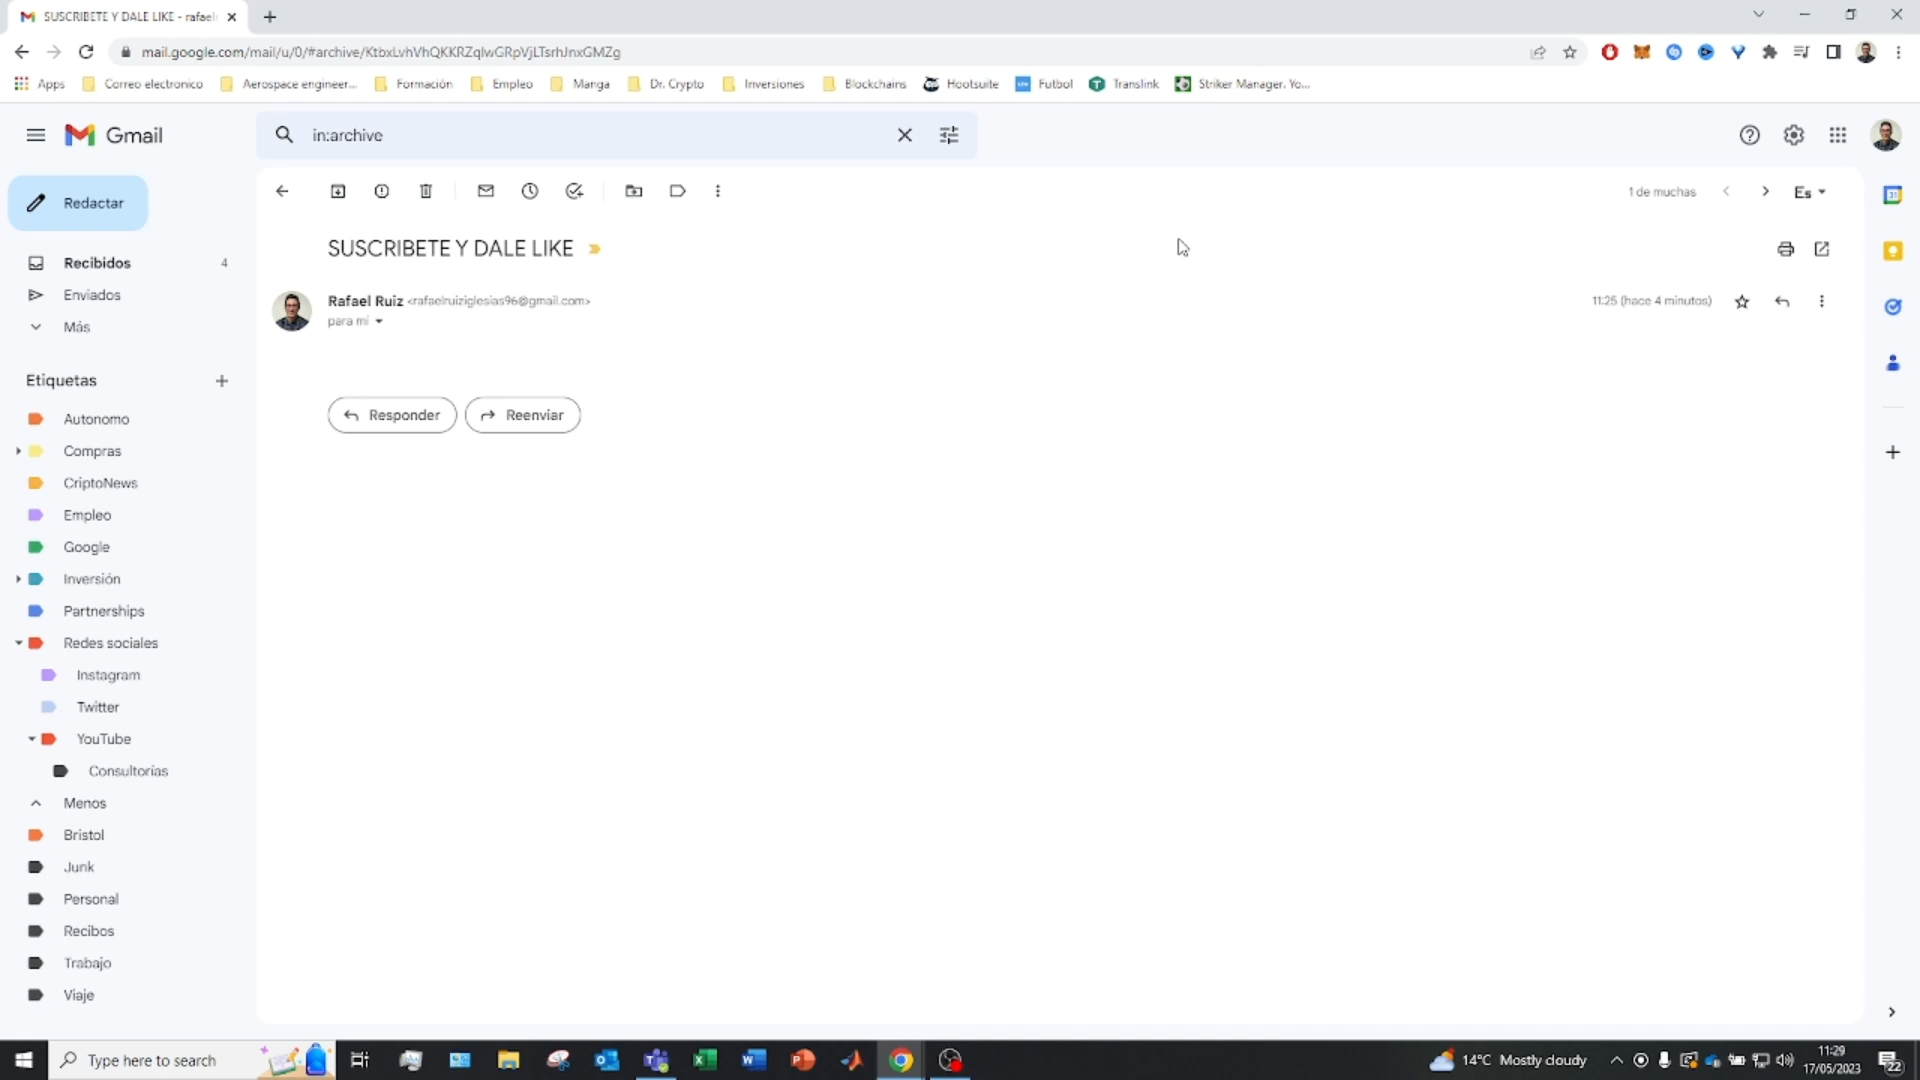 SUSCRIBETE Y DALE LIKE - rafaelr
mail.google.com/mail/u/0/#archive/KtbxLvhVhQKKRZqlwGRpVjLTsrhJnxGMZg
Apps
Correo electronico
Aerospace engineer...
Formación
Empleo
Manga
Dr. Crypto
Inversiones
Blockchains
Hootsuite
Futbol
Translink
Striker Manager. Yo...
Gmail
in:archive
Redactar
1 de muchas
Es
Recibidos 4
Enviados
Más
SUSCRIBETE Y DALE LIKE
Rafael Ruiz <rafaelruiziglesias96@gmail.com>
11:25 (hace 4 minutos)
para mí
Responder
Reenviar
Etiquetas
Autonomo
Compras
CriptoNews
Empleo
Google
Inversión
Partnerships
Redes sociales
Instagram
Twitter
YouTube
Consultorías
Menos
Bristol
Junk
Personal
Recibos
Trabajo
Viaje
Type here to search
14°C Mostly cloudy
11:29
17/05/2023
22